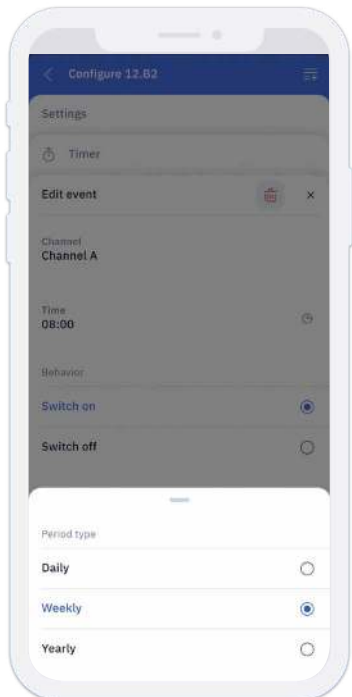 Configure 12.B2
Settings
Timer
Edit event
Channel
Channel A
Time
08:00
Behavior
Switch on
Switch off
Period type
Daily
Weekly
Yearly